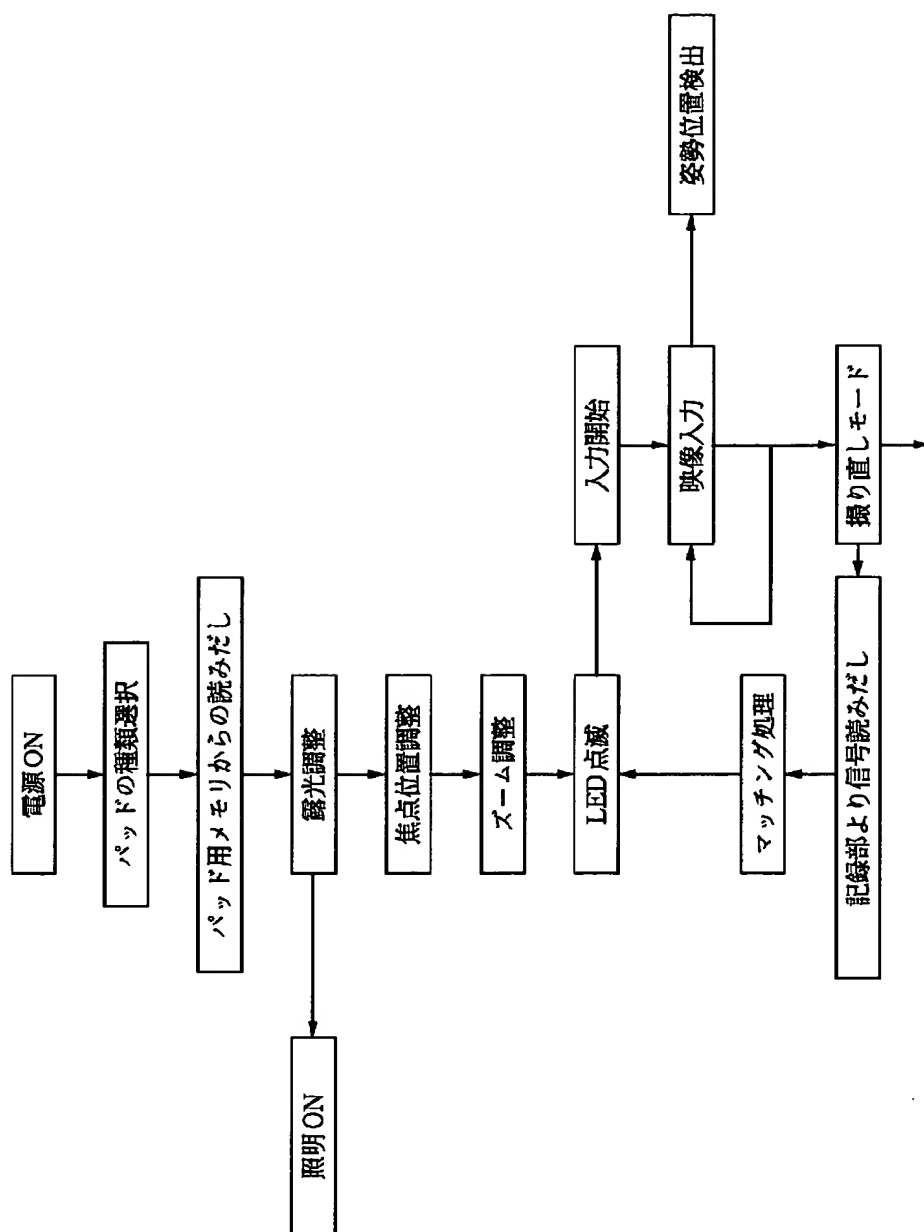 電源ON
パッドの種類選択
パッド用メモリからの読みだし
露光調整
照明ON
焦点位置調整
ズーム調整
LED点滅
入力開始
映像入力
姿勢位置検出
撮り直しモード
記録部より信号読みだし
マッチング処理